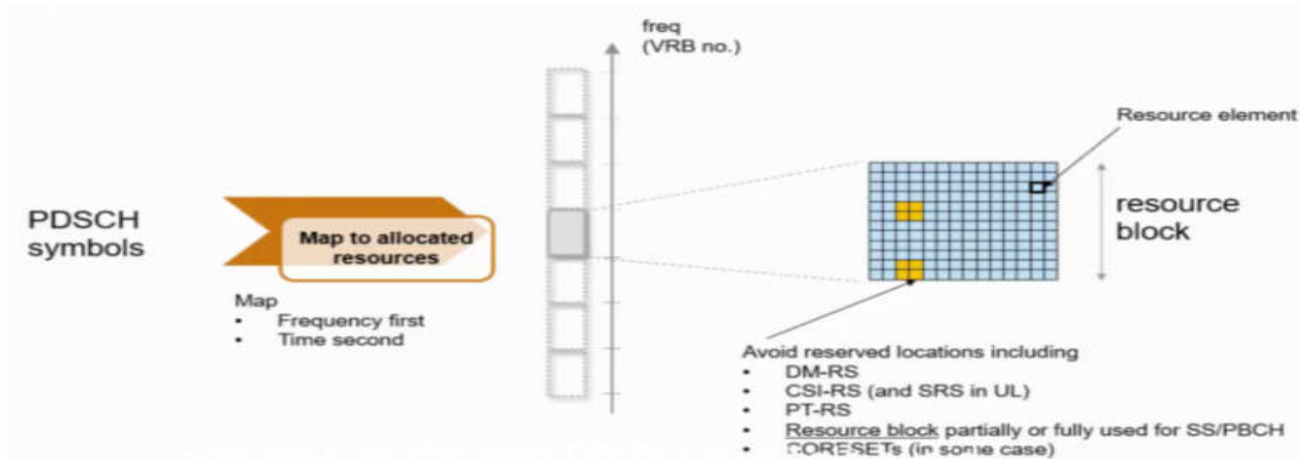 freq
(VRB no.)
Resource element
PDSCH
symbols
Map to allocated
resources
resource
block
Map
• Frequency first
• Time second
Avoid reserved locations including
• DM-RS
• CSI-RS (and SRS in UL)
• PT-RS
• Resource block partially or fully used for SS/PBCH
• CORESETs (in some case)